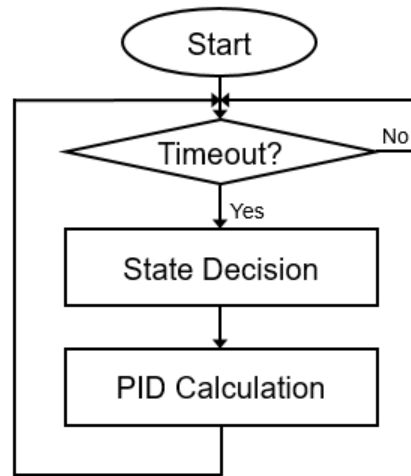 Start
Timeout?
No
Yes
State Decision
PID Calculation